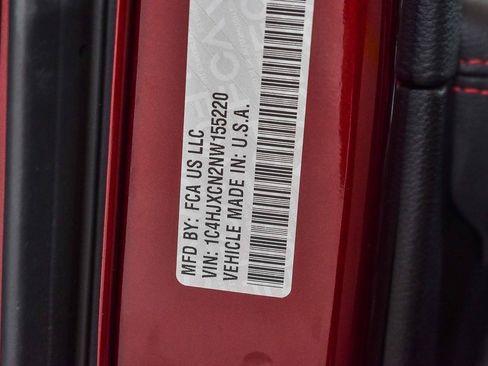 MFD BY: FCA US LLC
VIN: 1C4HJXCN2NW155220
VEHICLE MADE IN: U.S.A.